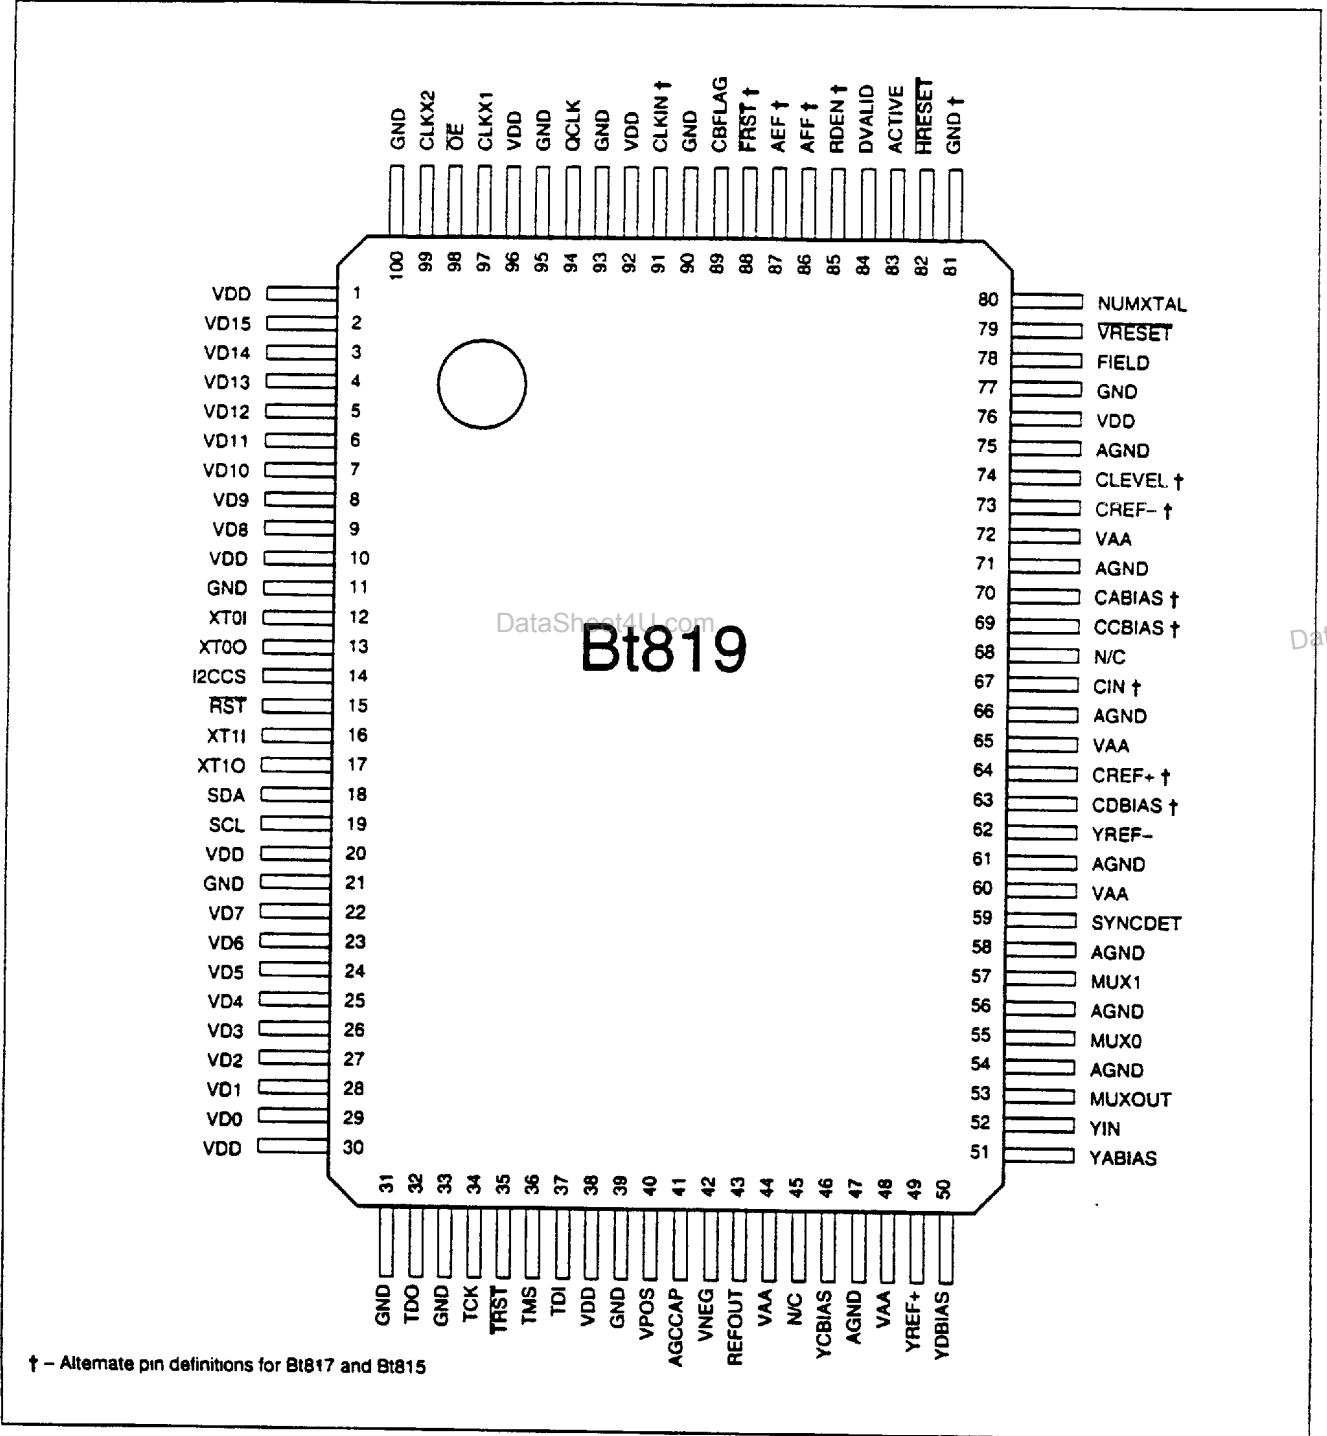 GND CLKX2 OE CLKX1 VDD GND QCLK GND VDD CLKIN † GND CBFLAG FRST † AEF † AFF † RDEN † DVALID ACTIVE HRESET GND †
100 99 98 97 96 95 94 93 92 91 90 89 88 87 86 85 84 83 82 81
VDD 1
VD15 2
VD14 3
VD13 4
VD12 5
VD11 6
VD10 7
VD9 8
VD8 9
VDD 10
GND 11
XT0I 12
XT0O 13
I2CCS 14
RST 15
XT1I 16
XT1O 17
SDA 18
SCL 19
VDD 20
GND 21
VD7 22
VD6 23
VD5 24
VD4 25
VD3 26
VD2 27
VD1 28
VD0 29
VDD 30
DataSheet4U.com
Bt819
80 NUMXTAL
79 VRESET
78 FIELD
77 GND
76 VDD
75 AGND
74 CLEVEL †
73 CREF– †
72 VAA
71 AGND
70 CABIAS †
69 CCBIAS †
68 N/C
67 CIN †
66 AGND
65 VAA
64 CREF+ †
63 CDBIAS †
62 YREF–
61 AGND
60 VAA
59 SYNCDET
58 AGND
57 MUX1
56 AGND
55 MUX0
54 AGND
53 MUXOUT
52 YIN
51 YABIAS
31 32 33 34 35 36 37 38 39 40 41 42 43 44 45 46 47 48 49 50
GND TDO GND TCK TRST TMS TDI VDD GND VPOS AGCCAP VNEG REFOUT VAA N/C YCBIAS AGND VAA YREF+ YDBIAS
† – Alternate pin definitions for Bt817 and Bt815